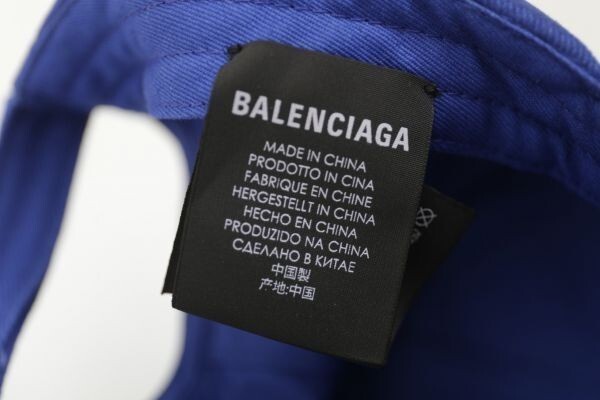 BALENCIAGA
MADE IN CHINA
PRODOTTO IN CINA
FABRIQUE EN CHINE
HERGESTELLT IN CHINA
HECHO EN CHINA
PRODUZIDO NA CHINA
СДЕЛАНО В КИТАЕ
中国製
产地:中国